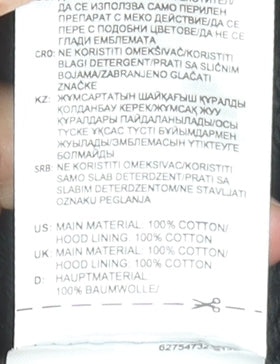 ДА СЕ ИЗПОЛЗВА САМО ПЕРИЛЕН
ПРЕПАРАТ С МЕКО ДЕЙСТВИЕ/ДА СЕ
ПЕРЕ С ПОДОБНИ ЦВЕТОВЕ/ДА НЕ СЕ
ГЛАДИ ЕМБЛЕМАТА
CRO: NE KORISTITI OMEKŠIVAČ/KORISTITI
BLAGI DETERGENT/PRATI SA SLIČNIM
BOJAMA/ZABRANJENO GLAČATI
ZNAČKE
KZ: ЖҰМСАРТАТЫН ШАЙҚАҒЫШ ҚҰРАЛДЫ
ҚОЛДАНБАУ КЕРЕК/ЖҰМСАҚ ЖУУ
ҚҰРАЛДАРЫ ПАЙДАЛАНЫЛАДЫ/ОСЫ
ТҮСКЕ ҰҚСАС ТҮСТІ БҰЙЫМДАРМЕН
ЖУЫЛАДЫ/ЭМБЛЕМАСЫН ҮТІКТЕУГЕ
БОЛМАЙДЫ
SRB: NE KORISTITI OMEKSIVAC/KORISTITI
SAMO SLAB DETERDZENT/PRATI SA
SLABIM DETERDZENTOM/NE STAVLJATI
OZNAKU PEGLANJA
US: MAIN MATERIAL: 100% COTTON/
HOOD LINING: 100% COTTON
UK: MAIN MATERIAL: 100% COTTON/
HOOD LINING: 100% COTTON
D: HAUPTMATERIAL:
100% BAUMWOLLE/